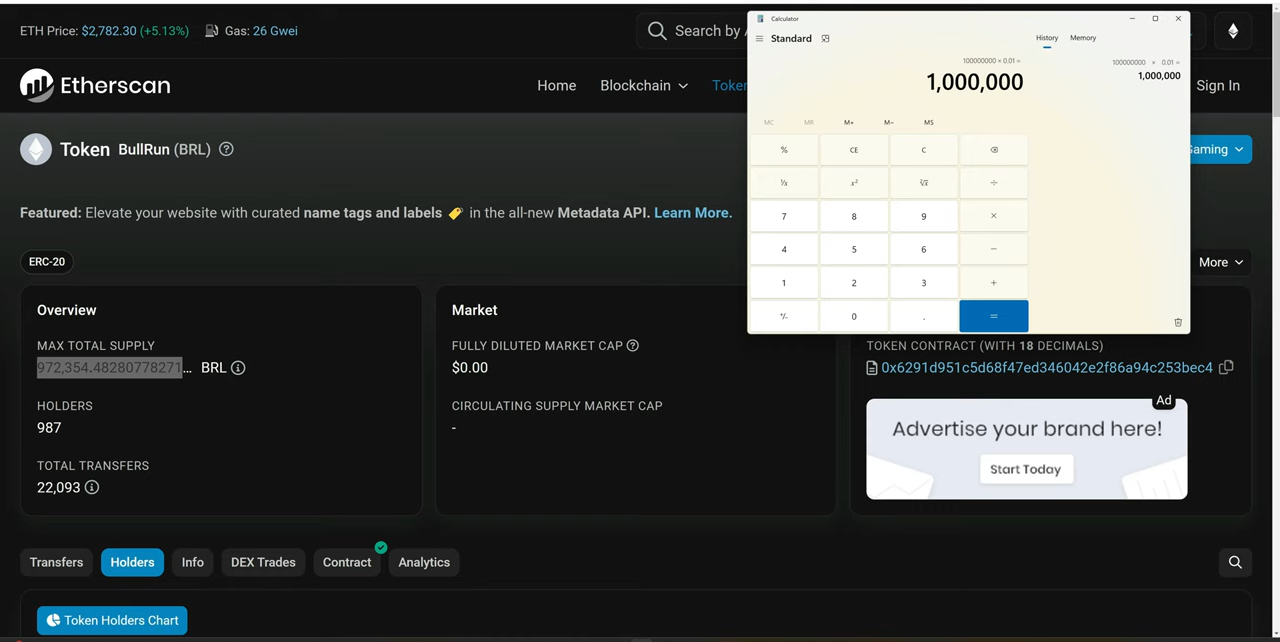 ETH Price: $2,782.30 (+5.13%) Gas: 26 Gwei
Search by
Etherscan
Home Blockchain Token Sign In
Token BullRun (BRL)
Gaming
Featured: Elevate your website with curated name tags and labels in the all-new Metadata API. Learn More.
ERC-20
More
Overview
MAX TOTAL SUPPLY
972,354.48280778271... BRL
HOLDERS
987
TOTAL TRANSFERS
22,093
Market
FULLY DILUTED MARKET CAP
$0.00
CIRCULATING SUPPLY MARKET CAP
-
TOKEN CONTRACT (WITH 18 DECIMALS)
0x6291d951c5d68f47ed346042e2f86a94c253bec4
Ad
Advertise your brand here!
Start Today
Transfers Holders Info DEX Trades Contract Analytics
Token Holders Chart
Calculator
Standard
History Memory
100000000 × 0.01 =
1,000,000
100000000 × 0.01 =
1,000,000
MC MR M+ M- MS
% CE C
¹/x x² ²√x ÷
7 8 9 ×
4 5 6 −
1 2 3 +
+/- 0 . =